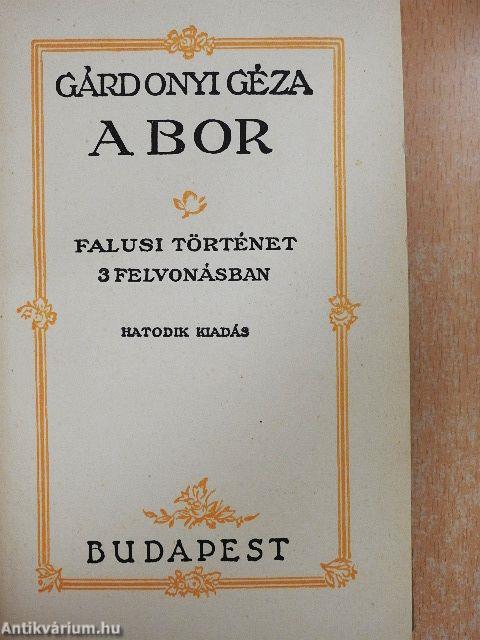 GÁRDONYI GÉZA
A BOR
FALUSI TÖRTÉNET
3 FELVONÁSBAN
HATODIK KIADÁS
BUDAPEST
Antikvárium.hu